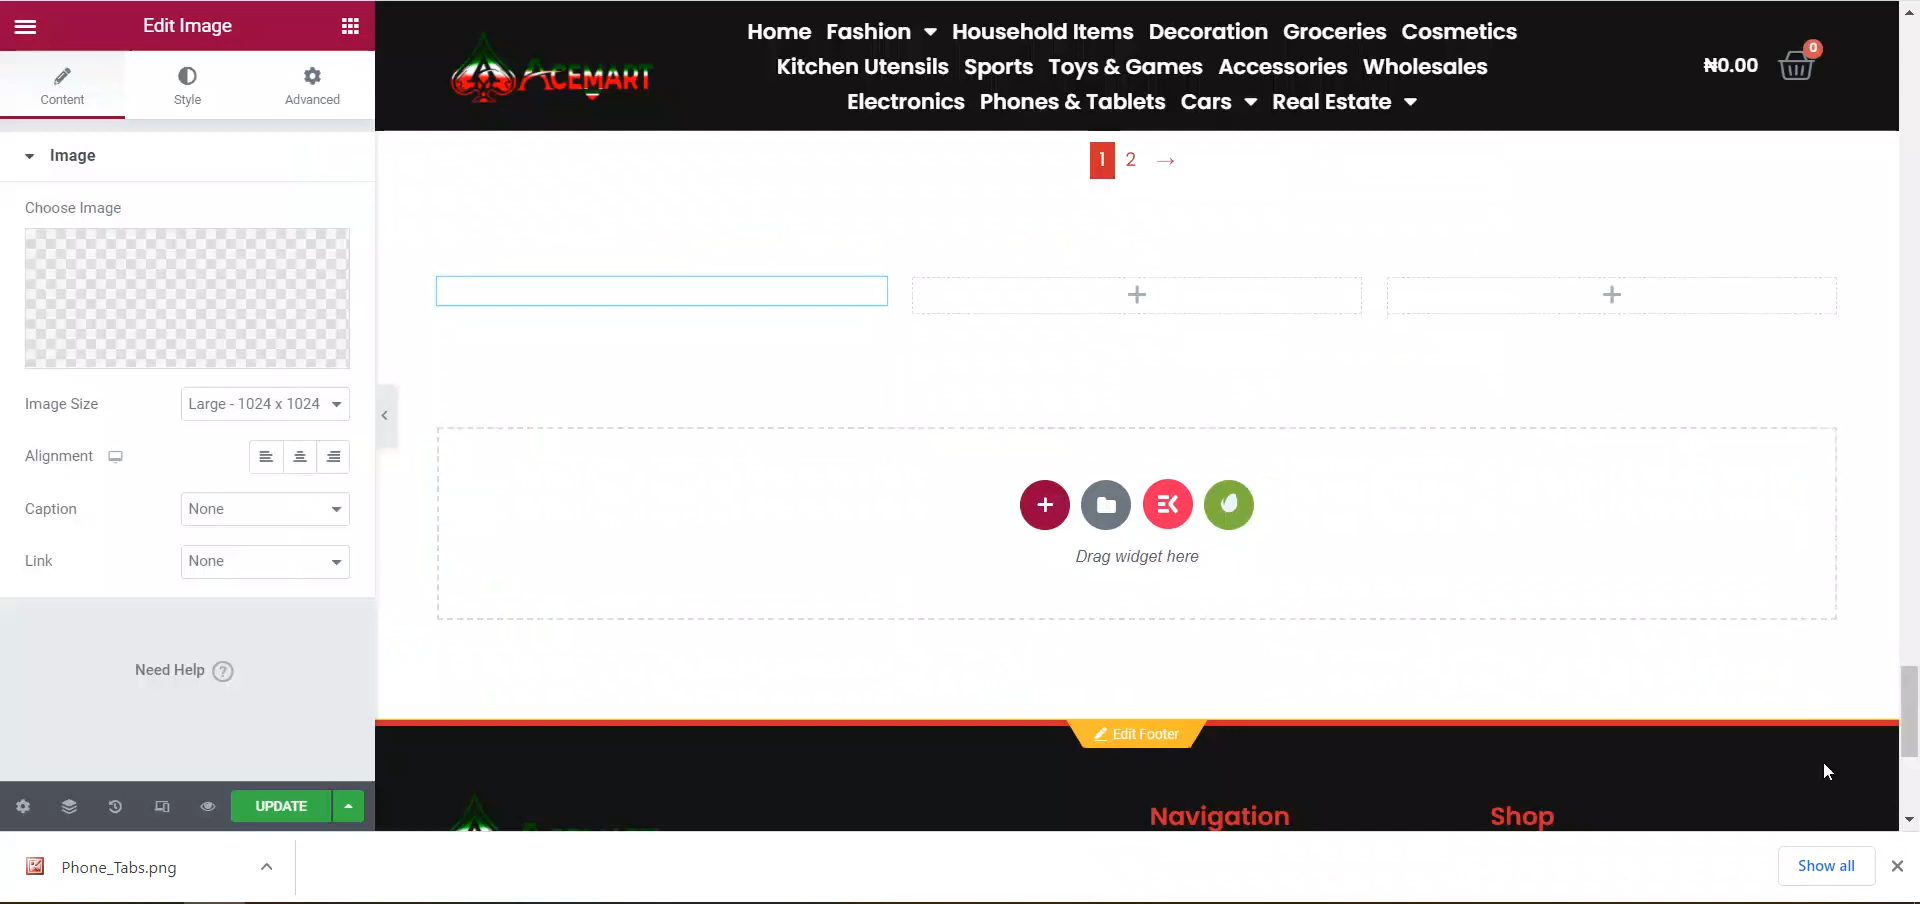 Edit Image
Content
Style
Advanced
Image
Choose Image
Image Size
Large - 1024 x 1024
Alignment
Caption
None
Link
None
Need Help ?
UPDATE
ACEMART
Home Fashion Household Items Decoration Groceries Cosmetics
Kitchen Utensils Sports Toys & Games Accessories Wholesales
Electronics Phones & Tablets Cars Real Estate
₦0.00
0
1 2 →
Drag widget here
Edit Footer
Navigation
Shop
Phone_Tabs.png
Show all